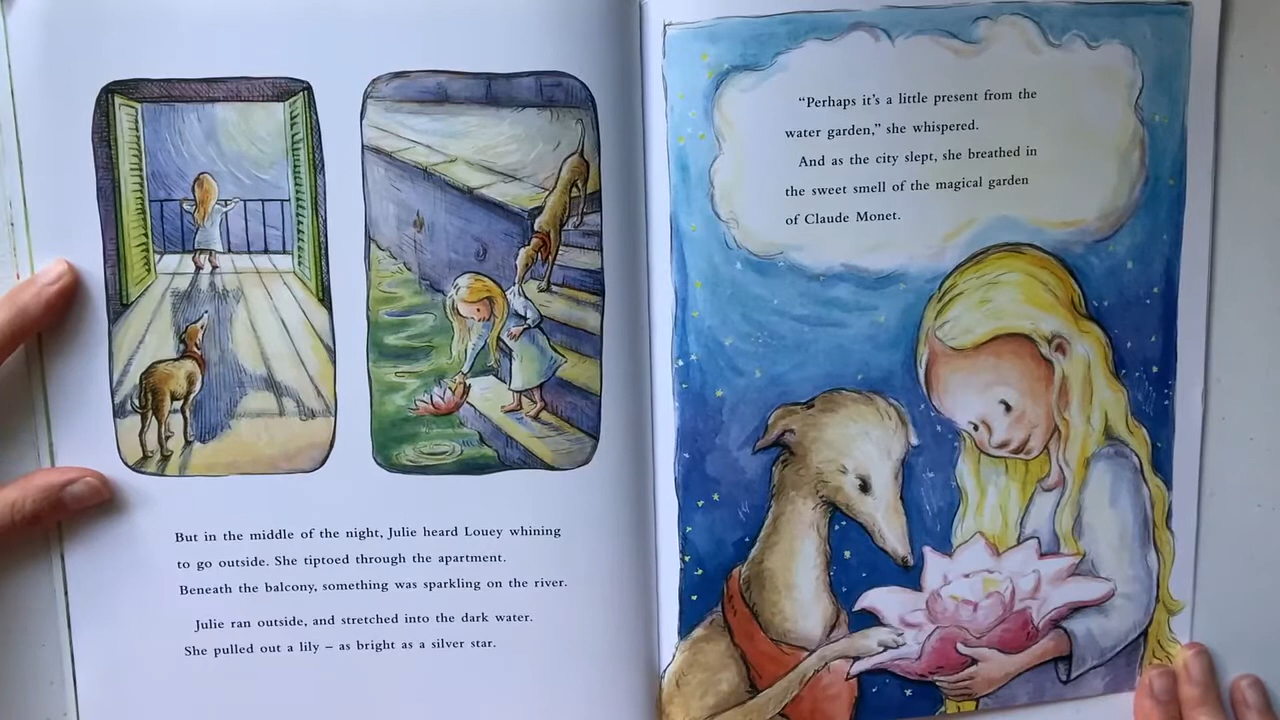 But in the middle of the night, Julie heard Louey whining
to go outside. She tiptoed through the apartment.
Beneath the balcony, something was sparkling on the river.
Julie ran outside, and stretched into the dark water.
She pulled out a lily – as bright as a silver star.
“Perhaps it’s a little present from the
water garden,” she whispered.
And as the city slept, she breathed in
the sweet smell of the magical garden
of Claude Monet.